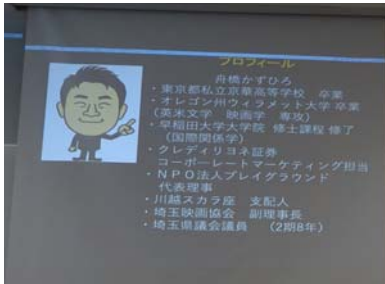 プロフィール
舟橋かずひろ
・東京都私立京華高等学校 卒業
・オレゴン州ウィラメット大学 卒業
（英米文学 映画学 専攻）
・早稲田大学大学院 修士課程 修了
（国際関係学）
・クレディリヨネ証券
コーポーレートマーケティング担当
・ＮＰＯ法人プレイグラウンド
代表理事
・川越スカラ座 支配人
・埼玉映画協会 副理事長
・埼玉県議会議員 （2期8年）